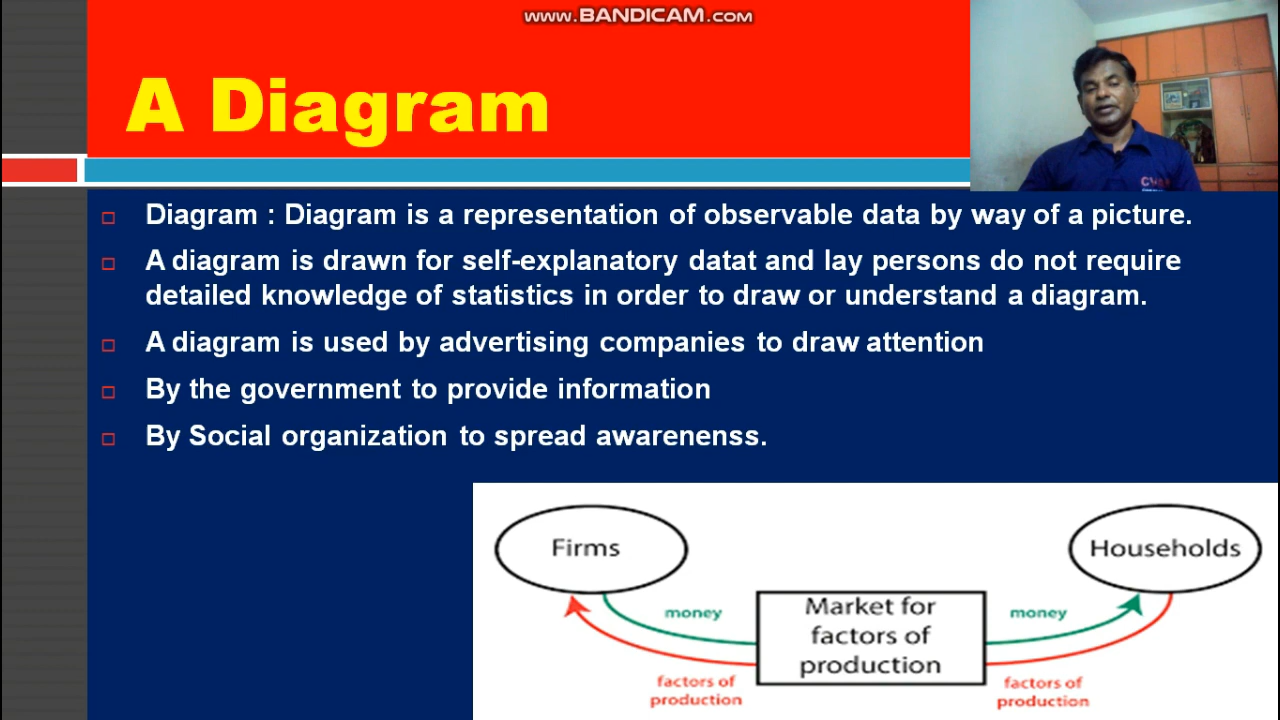 www.BANDICAM.com
A Diagram
Diagram : Diagram is a representation of observable data by way of a picture.
A diagram is drawn for self-explanatory datat and lay persons do not require
detailed knowledge of statistics in order to draw or understand a diagram.
A diagram is used by advertising companies to draw attention
By the government to provide information
By Social organization to spread awarenenss.
Firms
Households
money
Market for
factors of
production
money
factors of
production
factors of
production